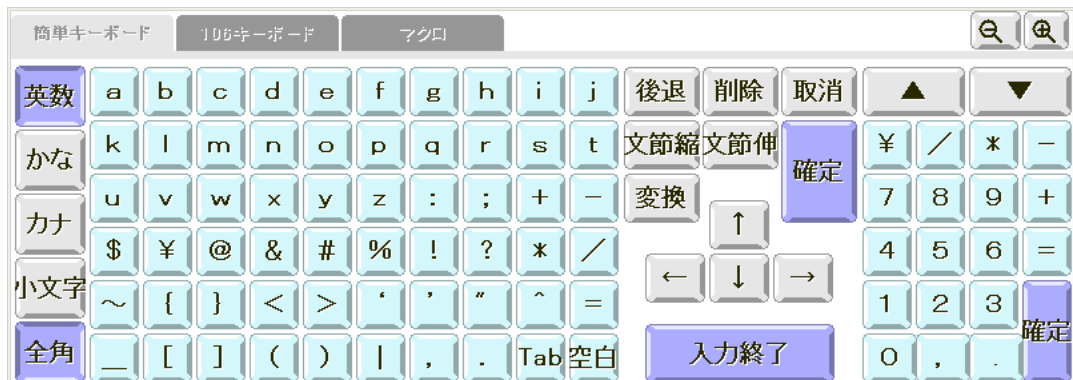 簡単キーボード 106キーボード マクロ
英数 a b c d e f g h i j 後退 削除 取消 ▲ ▼
かな k l m n o p q r s t 文節縮 文節伸 確定 ¥ / * −
カナ u v w x y z : ; + − 変換 7 8 9 +
$ ¥ @ & # % ! ? * / ↑ 4 5 6 =
小文字 ~ { } < > ‘ ’ " ^ = ← ↓ → 1 2 3 確定
全角 _ [ ] ( ) | , . Tab 空白 入力終了 0 , .